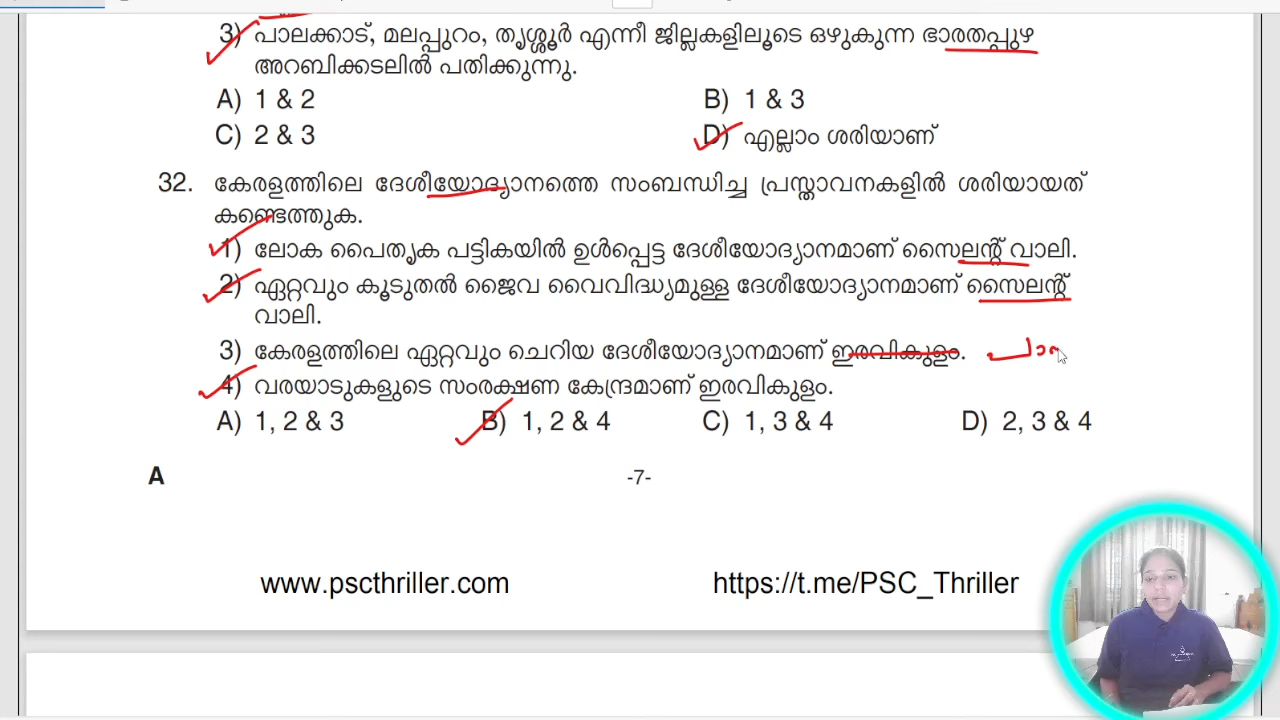 3) പാലക്കാട്, മലപ്പുറം, തൃശ്ശൂർ എന്നീ ജില്ലകളിലൂടെ ഒഴുകുന്ന ഭാരതപ്പുഴ
അറബിക്കടലിൽ പതിക്കുന്നു.
A) 1 & 2 B) 1 & 3
C) 2 & 3 D) എല്ലാം ശരിയാണ്
32. കേരളത്തിലെ ദേശീയോദ്യാനത്തെ സംബന്ധിച്ച പ്രസ്താവനകളിൽ ശരിയായത്
കണ്ടെത്തുക.
1) ലോക പൈതൃക പട്ടികയിൽ ഉൾപ്പെട്ട ദേശീയോദ്യാനമാണ് സൈലന്റ് വാലി.
2) ഏറ്റവും കൂടുതൽ ജൈവ വൈവിദ്ധ്യമുള്ള ദേശീയോദ്യാനമാണ് സൈലന്റ്
വാലി.
3) കേരളത്തിലെ ഏറ്റവും ചെറിയ ദേശീയോദ്യാനമാണ് ഇരവികുളം.
4) വരയാടുകളുടെ സംരക്ഷണ കേന്ദ്രമാണ് ഇരവികുളം.
A) 1, 2 & 3 B) 1, 2 & 4 C) 1, 3 & 4 D) 2, 3 & 4
A -7-
www.pscthriller.com https://t.me/PSC_Thriller